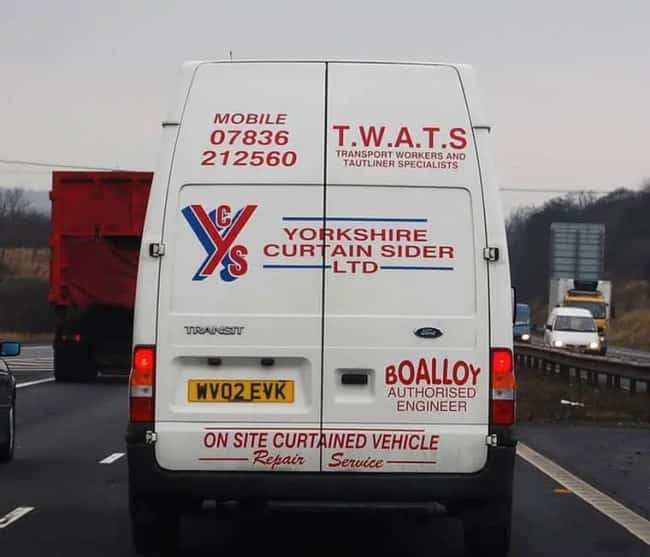 MOBILE
07836
212560
T.W.A.T.S
TRANSPORT WORKERS AND
TAUTLINER SPECIALISTS
YCS
YORKSHIRE
CURTAIN SIDER
LTD
TRANSIT
Ford
WV02 EVK
BOALLOY
AUTHORISED
ENGINEER
ON SITE CURTAINED VEHICLE
Repair Service